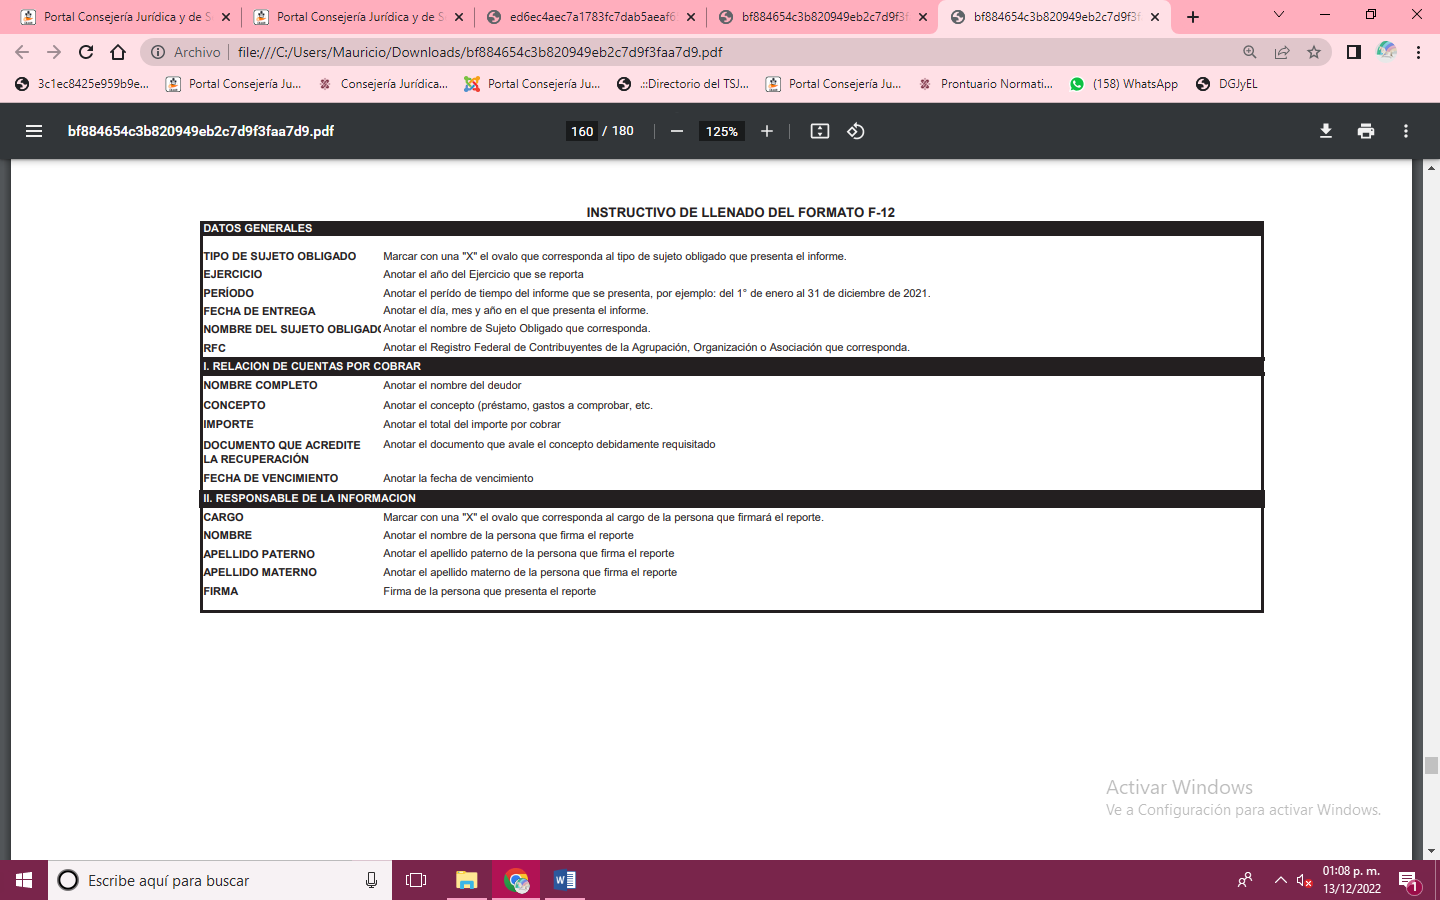 Portal Consejería Jurídica y de S
Portal Consejería Jurídica y de S
ed6ec4aec7a1783fc7dab5aeaf6
bf884654c3b820949eb2c7d9f3f
bf884654c3b820949eb2c7d9f3f
Archivo file:///C:/Users/Mauricio/Downloads/bf884654c3b820949eb2c7d9f3faa7d9.pdf
3c1ec8425e959b9e... Portal Consejería Ju... Consejería Jurídica... Portal Consejería Ju... .::Directorio del TSJ... Portal Consejería Ju... Prontuario Normati... (158) WhatsApp DGJyEL
bf884654c3b820949eb2c7d9f3faa7d9.pdf 160 / 180 125%
INSTRUCTIVO DE LLENADO DEL FORMATO F-12
DATOS GENERALES
TIPO DE SUJETO OBLIGADO Marcar con una "X" el ovalo que corresponda al tipo de sujeto obligado que presenta el informe.
EJERCICIO Anotar el año del Ejercicio que se reporta
PERÍODO Anotar el perído de tiempo del informe que se presenta, por ejemplo: del 1° de enero al 31 de diciembre de 2021.
FECHA DE ENTREGA Anotar el día, mes y año en el que presenta el informe.
NOMBRE DEL SUJETO OBLIGADO Anotar el nombre de Sujeto Obligado que corresponda.
RFC Anotar el Registro Federal de Contribuyentes de la Agrupación, Organización o Asociación que corresponda.
I. RELACION DE CUENTAS POR COBRAR
NOMBRE COMPLETO Anotar el nombre del deudor
CONCEPTO Anotar el concepto (préstamo, gastos a comprobar, etc.
IMPORTE Anotar el total del importe por cobrar
DOCUMENTO QUE ACREDITE Anotar el documento que avale el concepto debidamente requisitado
LA RECUPERACIÓN
FECHA DE VENCIMIENTO Anotar la fecha de vencimiento
II. RESPONSABLE DE LA INFORMACION
CARGO Marcar con una "X" el ovalo que corresponda al cargo de la persona que firmará el reporte.
NOMBRE Anotar el nombre de la persona que firma el reporte
APELLIDO PATERNO Anotar el apellido paterno de la persona que firma el reporte
APELLIDO MATERNO Anotar el apellido materno de la persona que firma el reporte
FIRMA Firma de la persona que presenta el reporte
Activar Windows
Ve a Configuración para activar Windows.
Escribe aquí para buscar
01:08 p. m.
13/12/2022
1